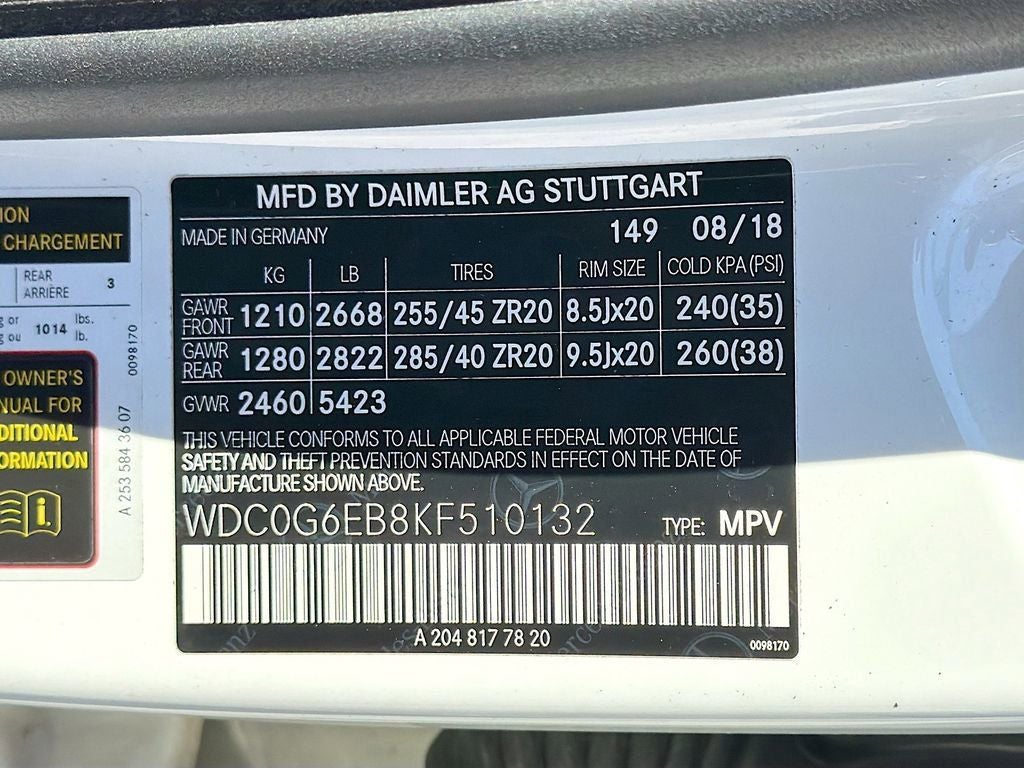 MFD BY DAIMLER AG STUTTGART
MADE IN GERMANY 149 08/18
KG LB TIRES RIM SIZE COLD KPA (PSI)
GAWR FRONT 1210 2668 255/45 ZR20 8.5Jx20 240(35)
GAWR REAR 1280 2822 285/40 ZR20 9.5Jx20 260(38)
GVWR 2460 5423
THIS VEHICLE CONFORMS TO ALL APPLICABLE FEDERAL MOTOR VEHICLE
SAFETY AND THEFT PREVENTION STANDARDS IN EFFECT ON THE DATE OF
MANUFACTURE SHOWN ABOVE.
WDC0G6EB8KF510132 TYPE: MPV
A 204 817 78 20
0098170
ION
CHARGEMENT
REAR
ARRIÈRE 3
g or 1014 lbs.
g ou lb.
0098170
A 253 584 36 07
OWNER'S
NUAL FOR
DITIONAL
ORMATION
i.